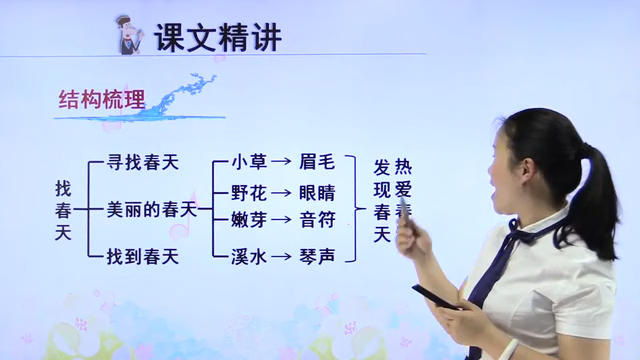 课文精讲
结构梳理
找春天
寻找春天
美丽的春天
找到春天
小草→眉毛
野花→眼睛
嫩芽→音符
溪水→琴声
发现春天
热爱春